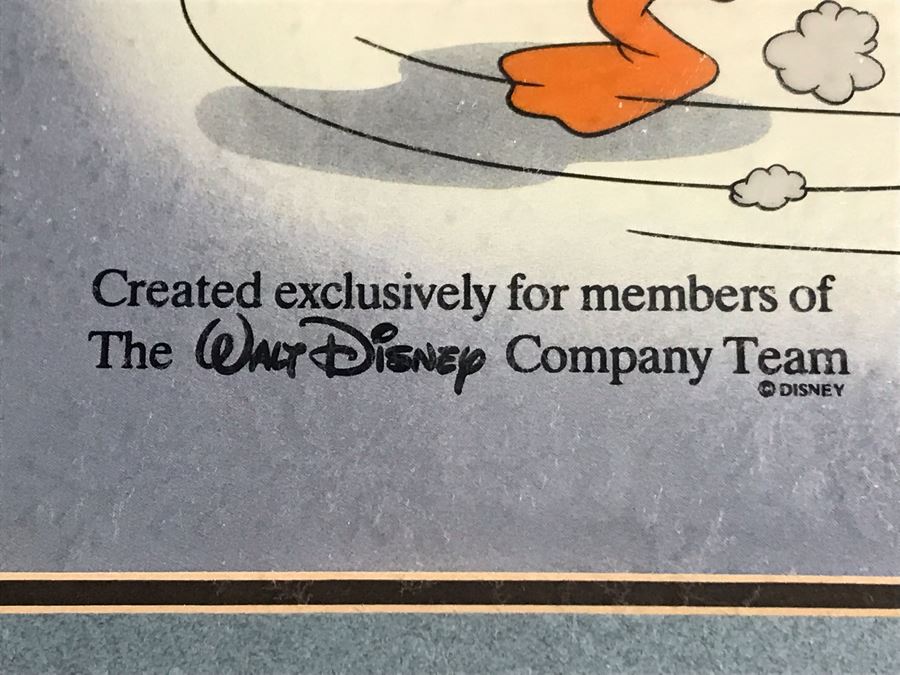 Created exclusively for members of
The Walt Disney Company Team
© DISNEY